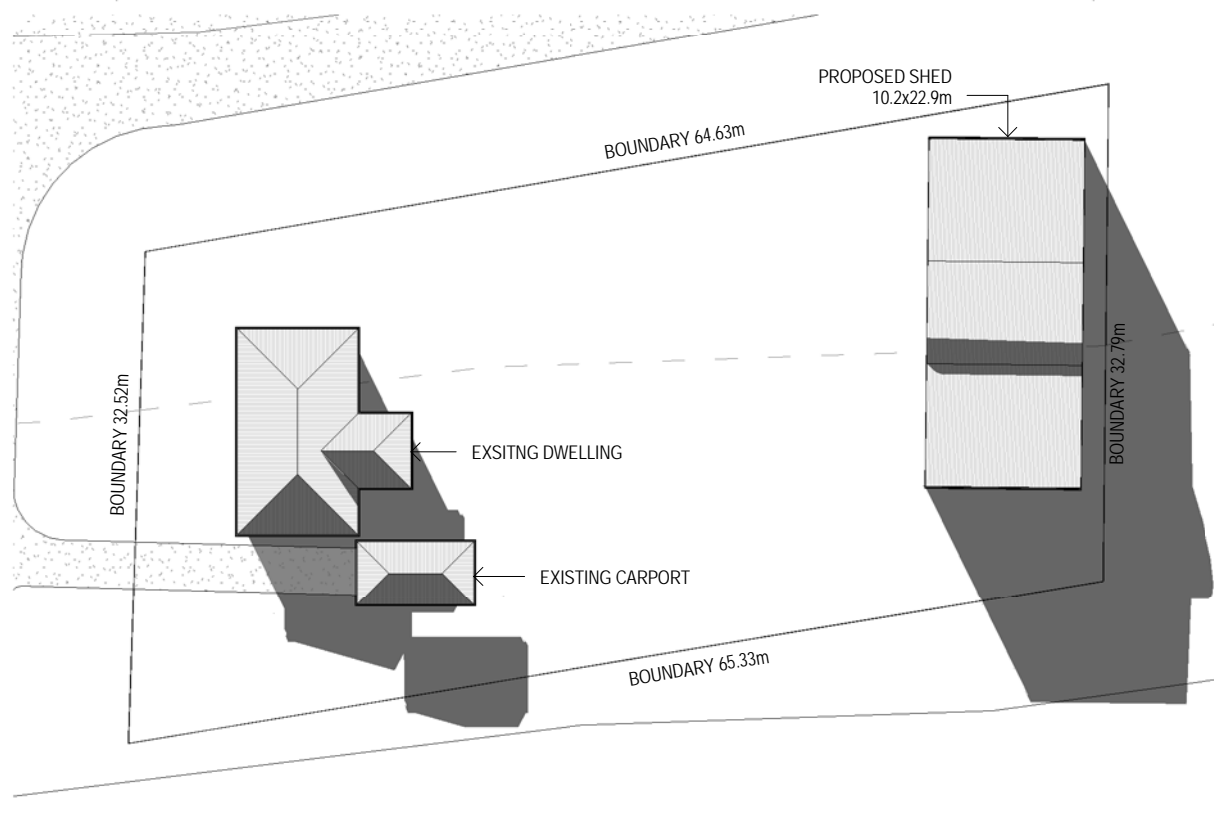 PROPOSED SHED
10.2x22.9m
BOUNDARY 64.63m
BOUNDARY 32.52m
BOUNDARY 32.79m
EXSITNG DWELLING
EXISTING CARPORT
BOUNDARY 65.33m